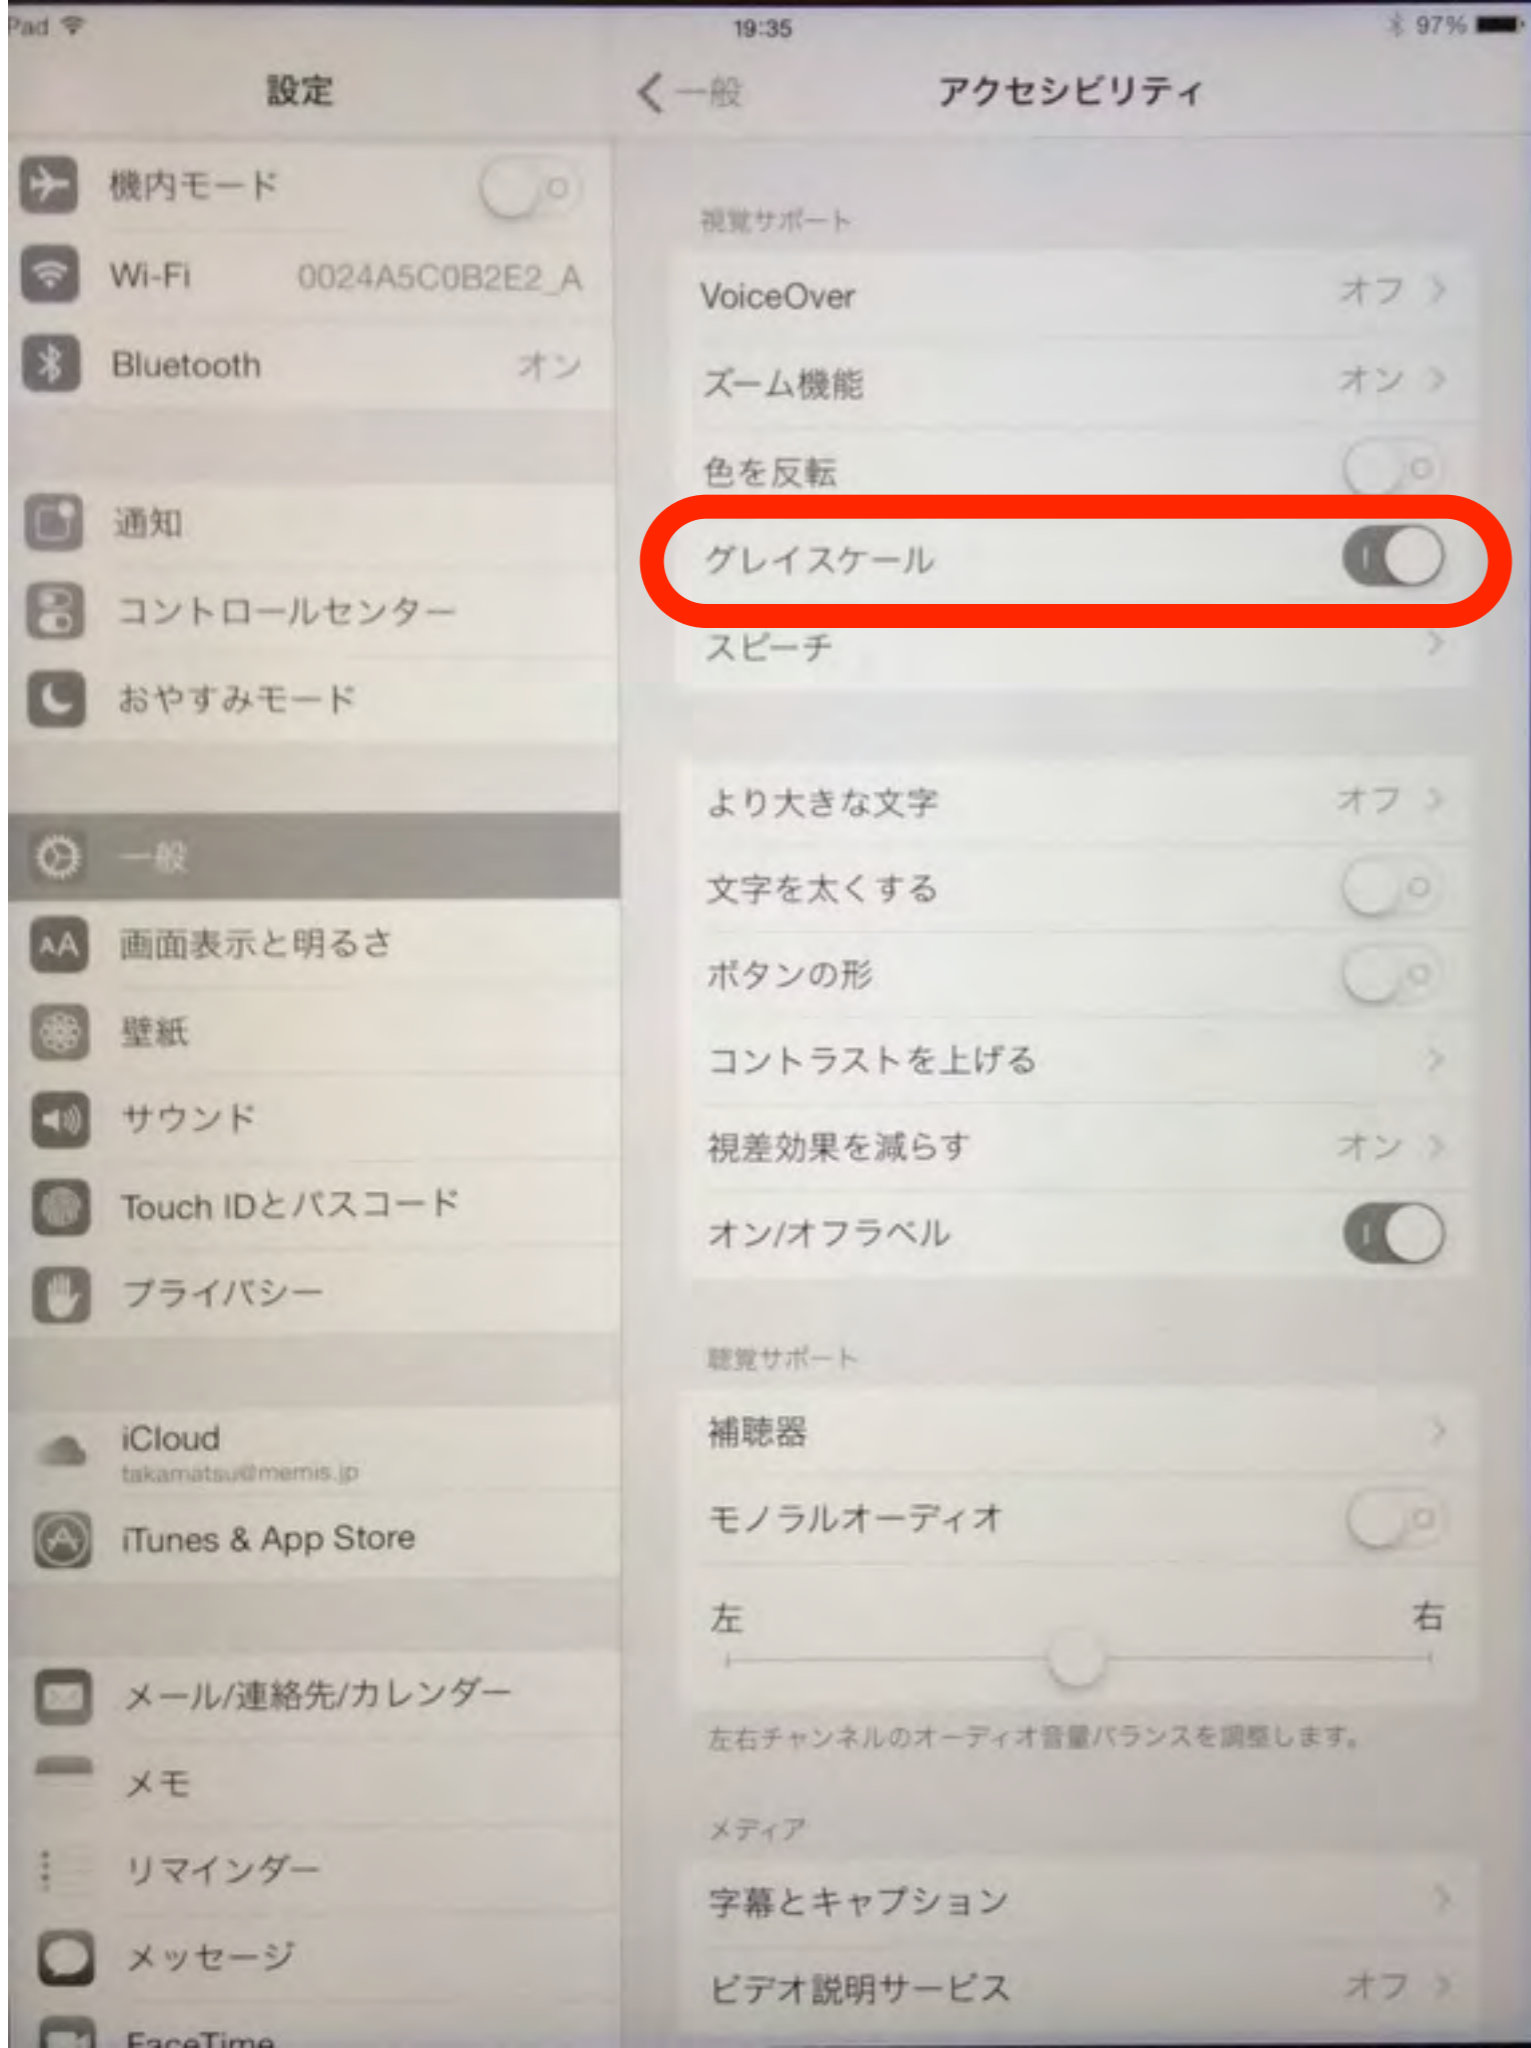 Pad
19:35
97%
設定
一般
アクセシビリティ
機内モード
Wi-Fi 0024A5C0B2E2_A
Bluetooth オン
通知
コントロールセンター
おやすみモード
一般
画面表示と明るさ
壁紙
サウンド
Touch IDとパスコード
プライバシー
iCloud
takamatsu@memis.jp
iTunes & App Store
メール/連絡先/カレンダー
メモ
リマインダー
メッセージ
FaceTime
視覚サポート
VoiceOver オフ
ズーム機能 オン
色を反転
グレイスケール
スピーチ
より大きな文字 オフ
文字を太くする
ボタンの形
コントラストを上げる
視差効果を減らす オン
オン/オフラベル
聴覚サポート
補聴器
モノラルオーディオ
左 右
左右チャンネルのオーディオ音量バランスを調整します。
メディア
字幕とキャプション
ビデオ説明サービス オフ